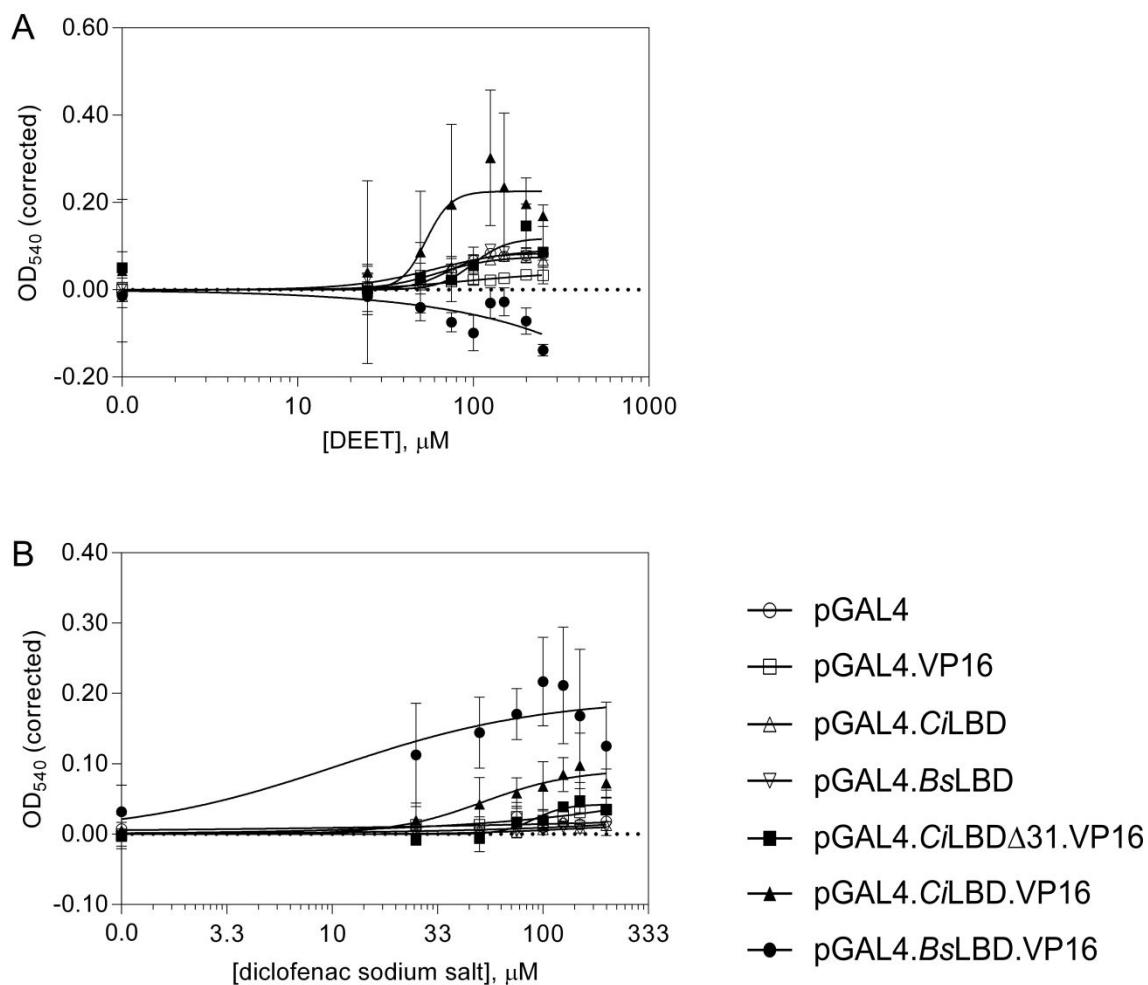 A
0.60
0.40
0.20
0.00
-0.20
OD540 (corrected)
0.0 10 100 1000
[DEET], μM
B
0.40
0.30
0.20
0.10
0.00
-0.10
OD540 (corrected)
0.0 3.3 10 33 100 333
[diclofenac sodium salt], μM
pGAL4
pGAL4.VP16
pGAL4.CiLBD
pGAL4.BsLBD
pGAL4.CiLBDΔ31.VP16
pGAL4.CiLBD.VP16
pGAL4.BsLBD.VP16